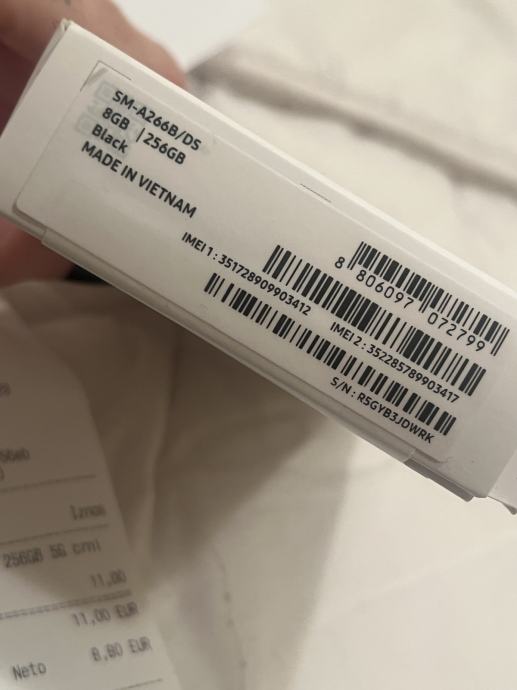 SM-A266B/DS
8GB | 256GB
Black
MADE IN VIETNAM
8 806097 072799
IMEI 1 : 351728909903412
IMEI 2 : 352285789903417
S/N : R5GYB3JDWRK
Iznos
256GB 5G crni
11,00
11,00 EUR
Neto 8,80 EUR